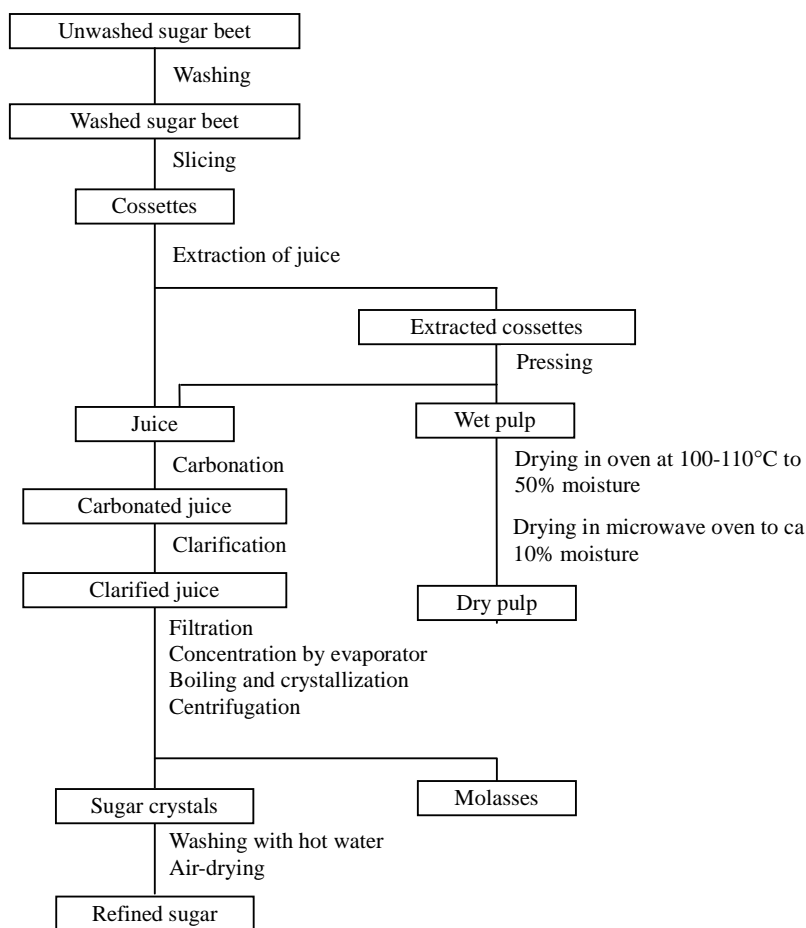 Unwashed sugar beet
Washing
Washed sugar beet
Slicing
Cossettes
Extraction of juice
Extracted cossettes
Pressing
Juice
Wet pulp
Carbonation
Drying in oven at 100-110°C to
50% moisture
Carbonated juice
Drying in microwave oven to ca
10% moisture
Clarification
Clarified juice
Dry pulp
Filtration
Concentration by evaporator
Boiling and crystallization
Centrifugation
Sugar crystals
Molasses
Washing with hot water
Air-drying
Refined sugar